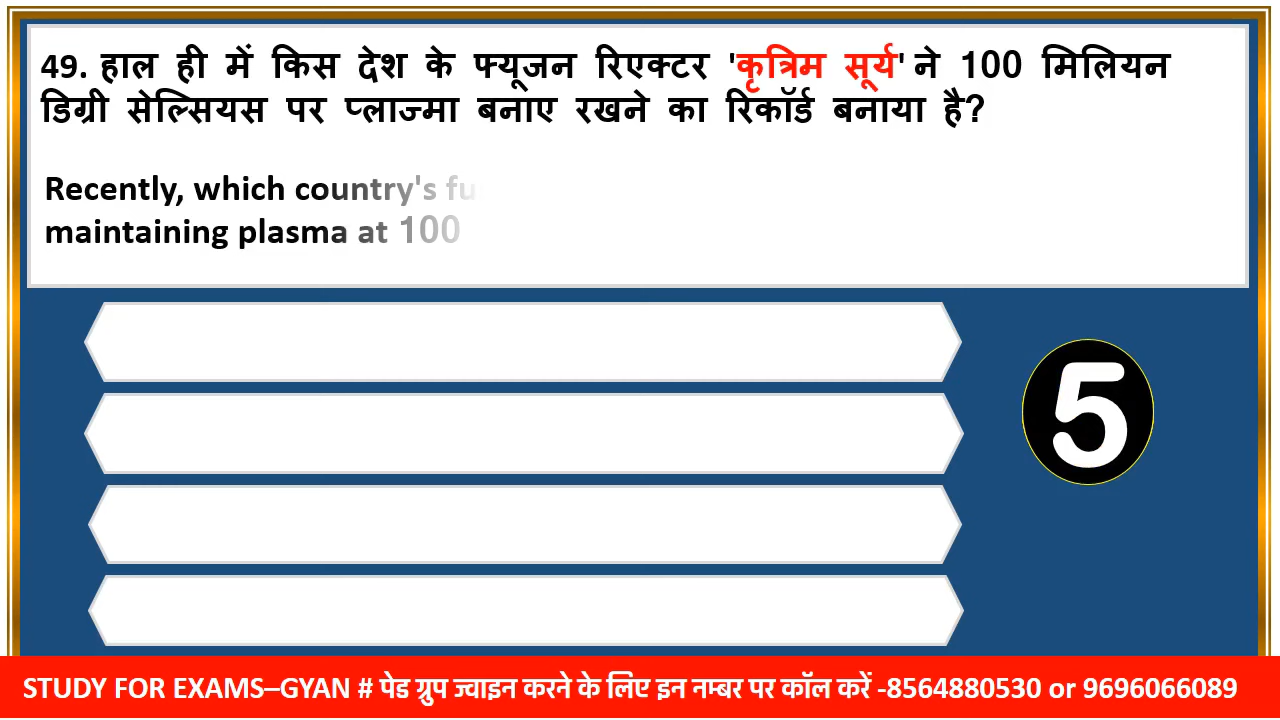 49. हाल ही में किस देश के फ्यूजन रिएक्टर 'कृत्रिम सूर्य' ने 100 मिलियन
डिग्री सेल्सियस पर प्लाज्मा बनाए रखने का रिकॉर्ड बनाया है?
Recently, which country's
maintaining plasma at 100
5
STUDY FOR EXAMS–GYAN # पेड ग्रुप ज्वाइन करने के लिए इन नम्बर पर कॉल करें -8564880530 or 9696066089